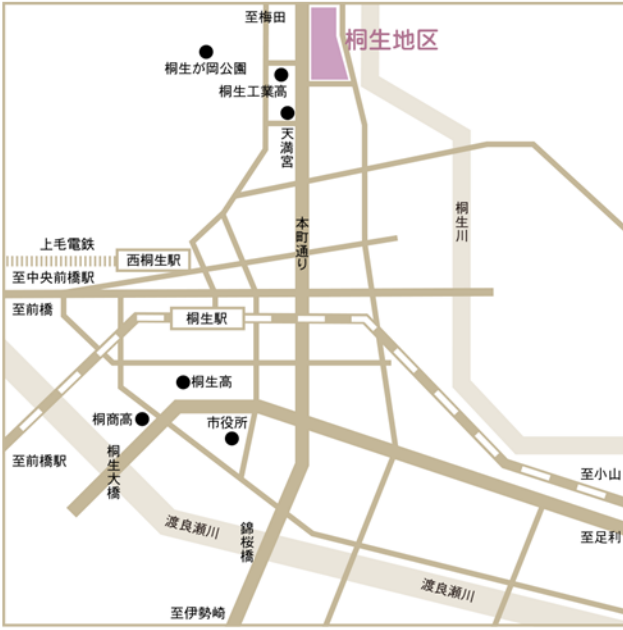 至梅田
桐生地区
桐生が岡公園
桐生工業高
天満宮
本町通り
桐生川
上毛電鉄
西桐生駅
至中央前橋駅
至前橋
桐生駅
桐生高
桐商高
市役所
至前橋駅
桐生大橋
至小山
渡良瀬川
錦桜橋
至足利
渡良瀬川
至伊勢崎